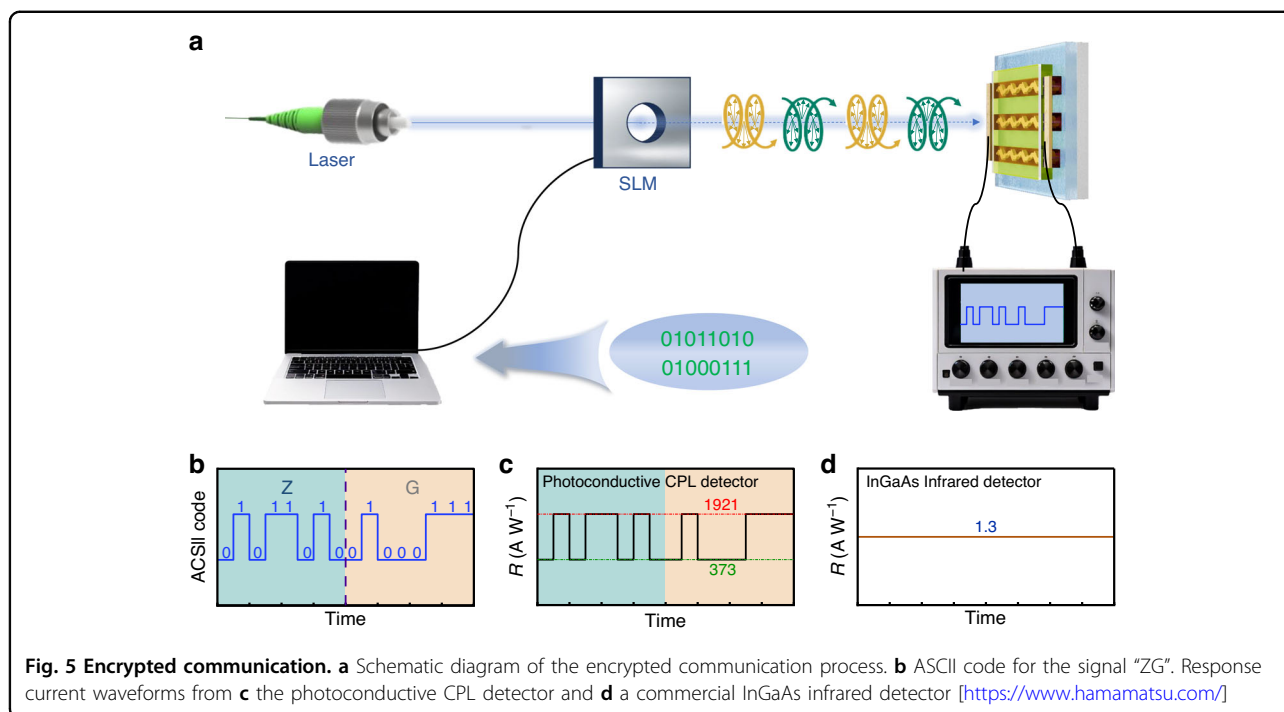 a
Laser
SLM
01011010
01000111
b
ACSII code
Z
G
0
1
0
1 1
0
1
0
0
1
0 0 0
1 1 1
Time
c
R (A W⁻¹)
Photoconductive CPL detector
1921
373
Time
d
R (A W⁻¹)
InGaAs Infrared detector
1.3
Time
Fig. 5 Encrypted communication. a Schematic diagram of the encrypted communication process. b ASCII code for the signal “ZG”. Response
current waveforms from c the photoconductive CPL detector and d a commercial InGaAs infrared detector [https://www.hamamatsu.com/]